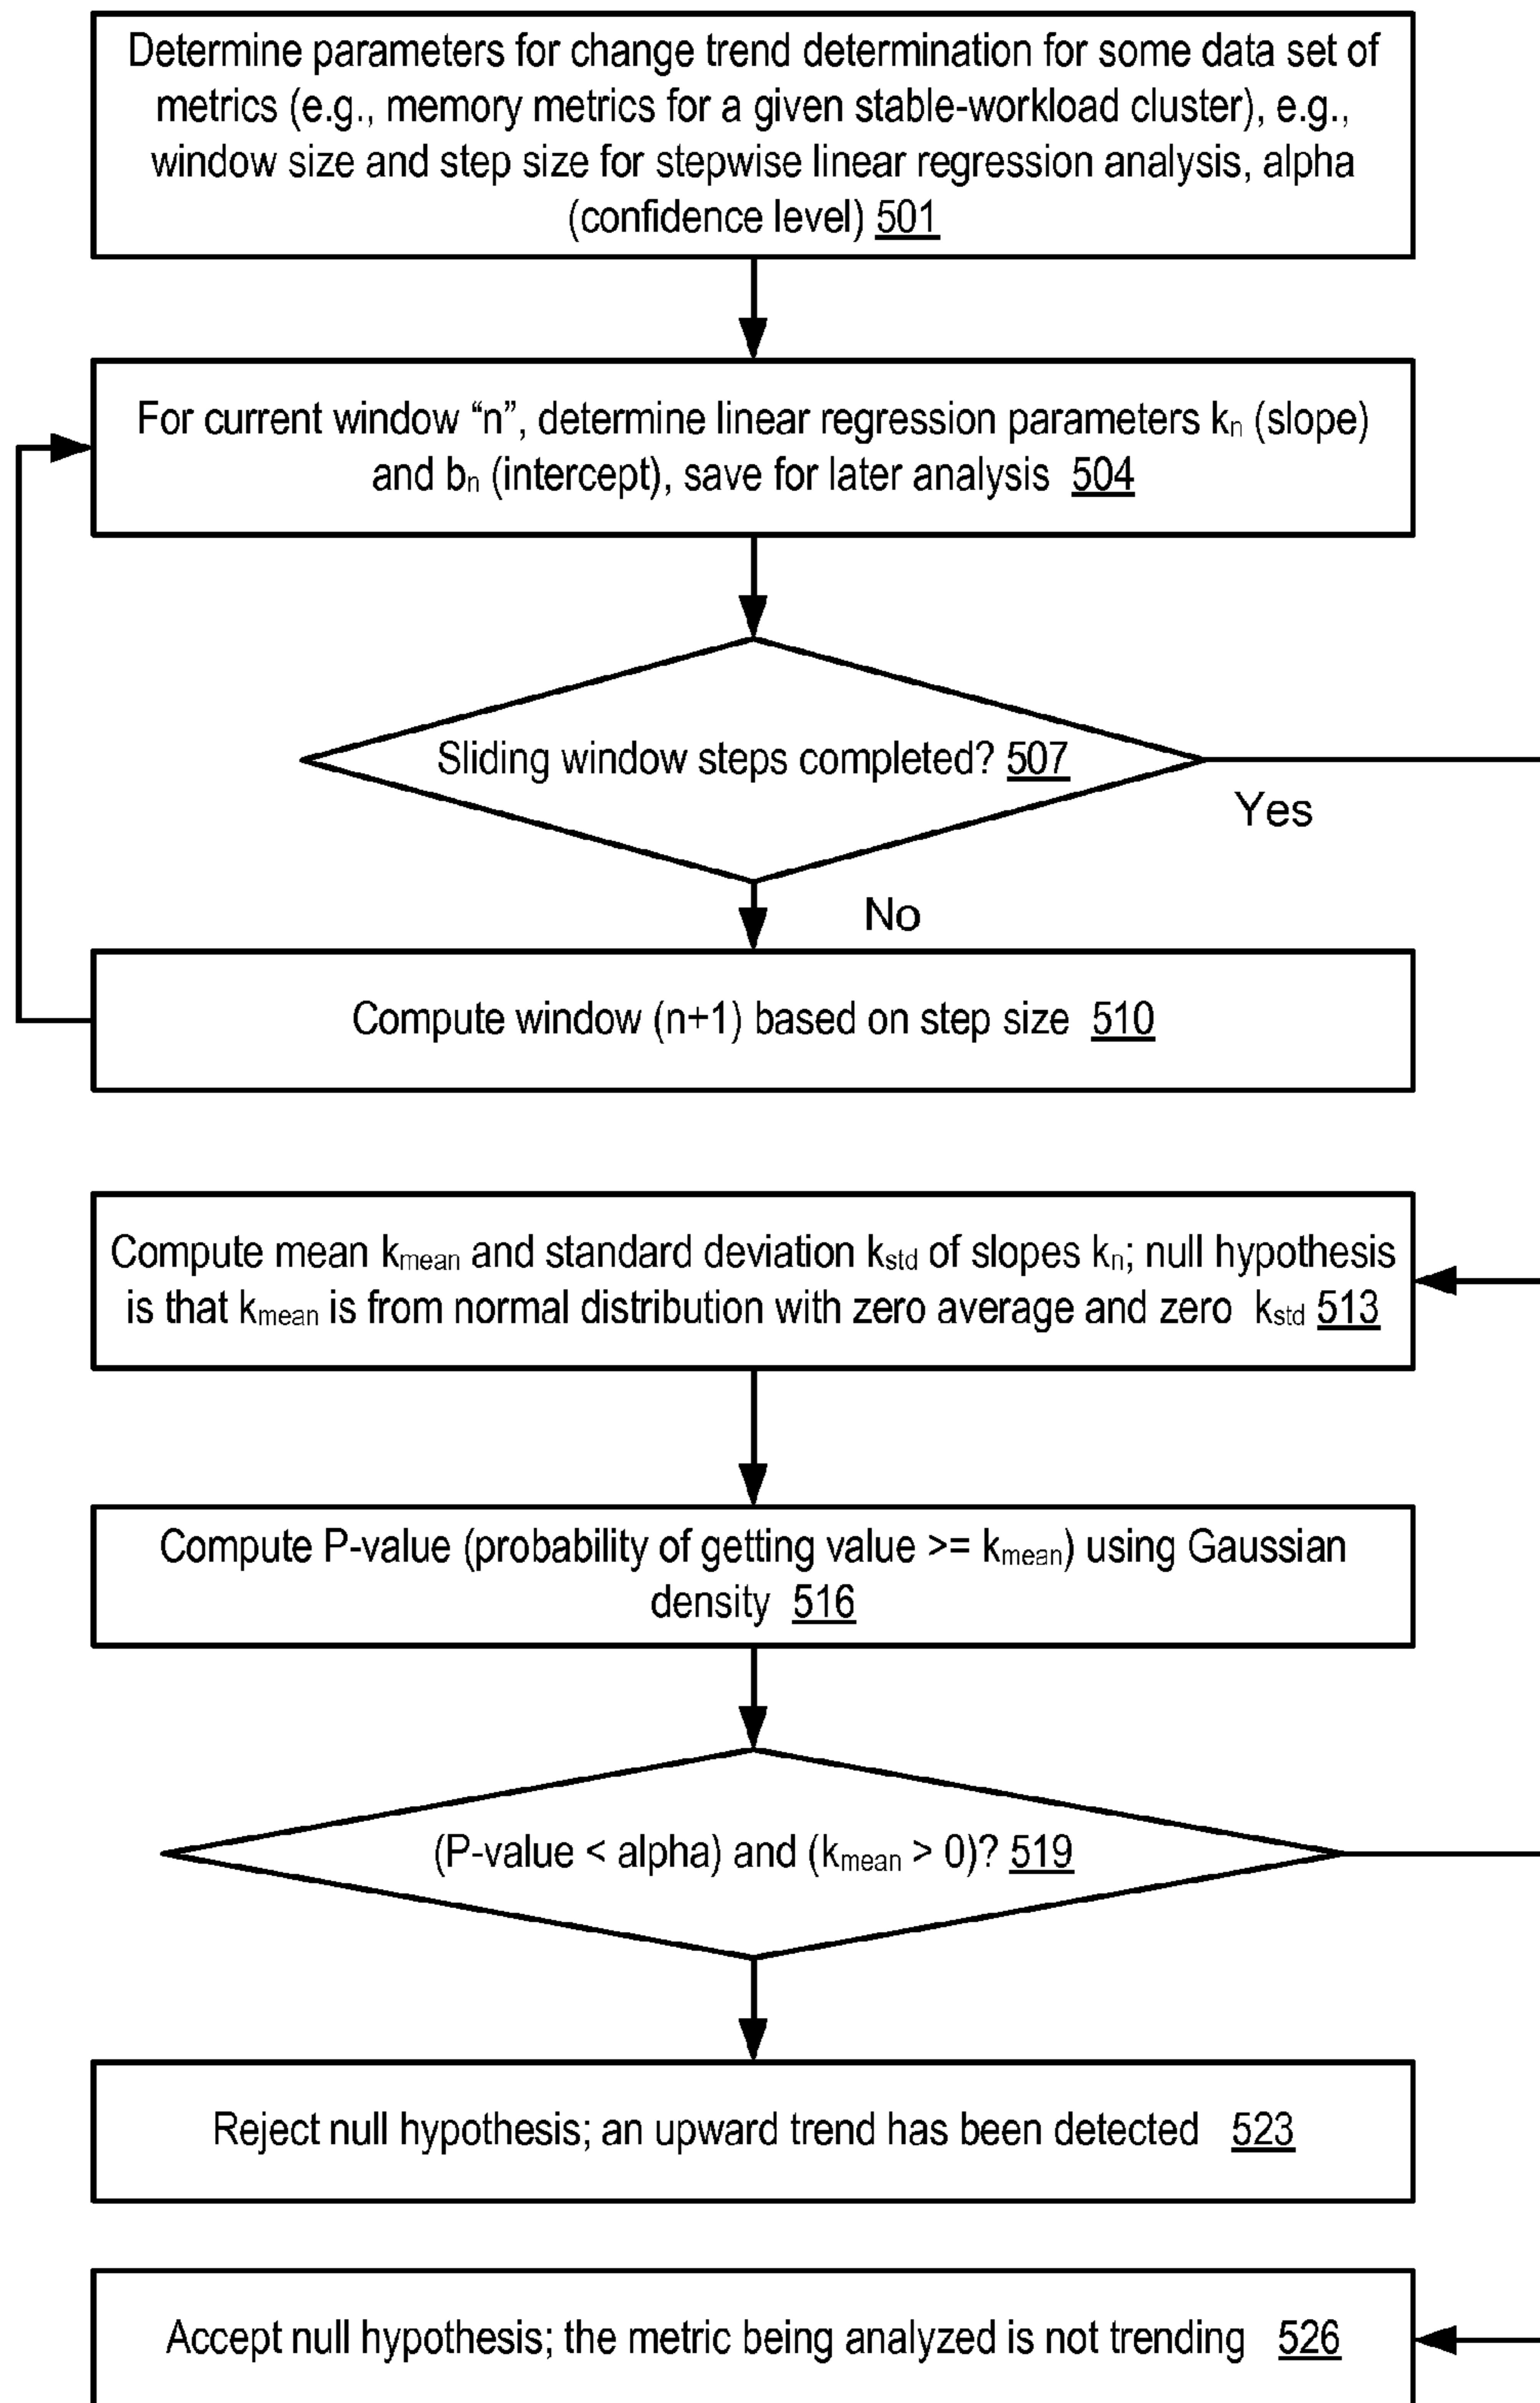 Determine parameters for change trend determination for some data set of
metrics (e.g., memory metrics for a given stable-workload cluster), e.g.,
window size and step size for stepwise linear regression analysis, alpha
(confidence level) 501
For current window “n”, determine linear regression parameters kn (slope)
and bn (intercept), save for later analysis 504
Sliding window steps completed? 507
Yes
No
Compute window (n+1) based on step size 510
Compute mean kmean and standard deviation kstd of slopes kn; null hypothesis
is that kmean is from normal distribution with zero average and zero kstd 513
Compute P-value (probability of getting value >= kmean) using Gaussian
density 516
(P-value < alpha) and (kmean > 0)? 519
Reject null hypothesis; an upward trend has been detected 523
Accept null hypothesis; the metric being analyzed is not trending 526